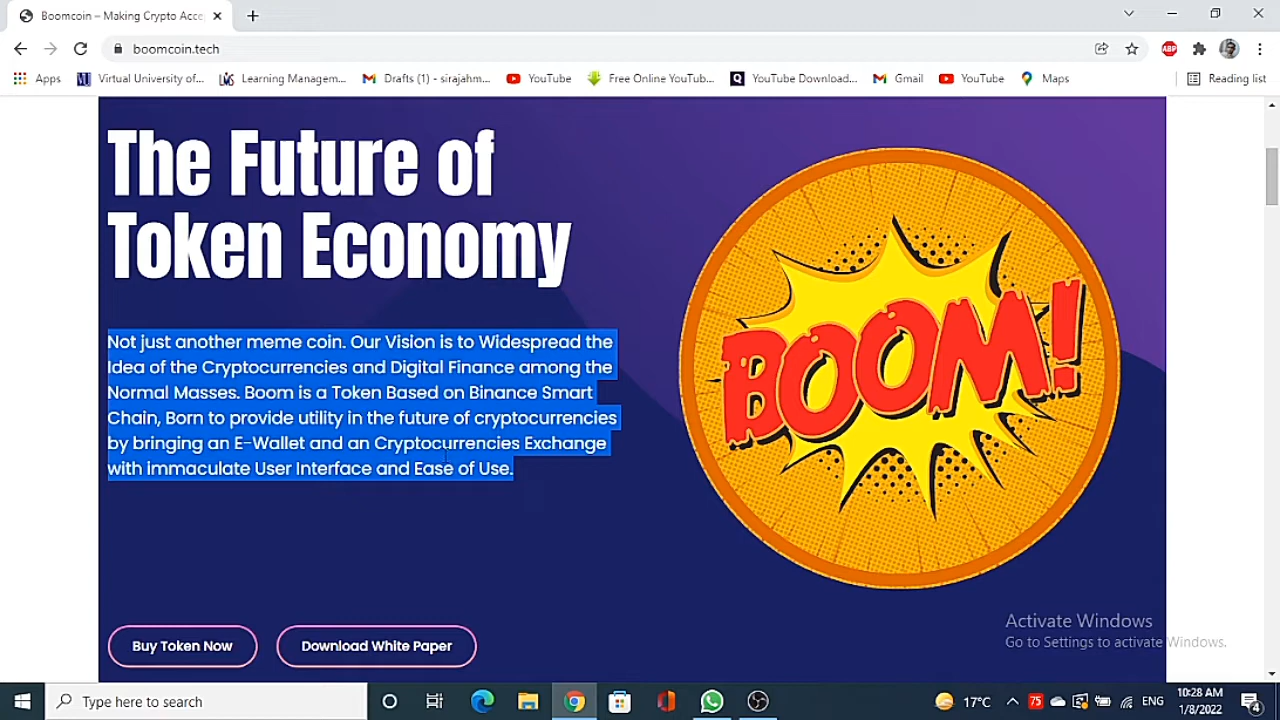 Boomcoin – Making Crypto Acce
boomcoin.tech
ABP
Apps
Virtual University of...
Learning Managem...
Drafts (1) - sirajahm...
YouTube
Free Online YouTub...
YouTube Download...
Gmail
YouTube
Maps
Reading list
The Future of
Token Economy
Not just another meme coin. Our Vision is to Widespread the
Idea of the Cryptocurrencies and Digital Finance among the
Normal Masses. Boom is a Token Based on Binance Smart
Chain, Born to provide utility in the future of cryptocurrencies
by bringing an E-Wallet and an Cryptocurrencies Exchange
with immaculate User Interface and Ease of Use.
BOOM!
Buy Token Now
Download White Paper
Activate Windows
Go to Settings to activate Windows.
Type here to search
17°C
75
ENG
10:28 AM
1/8/2022
4